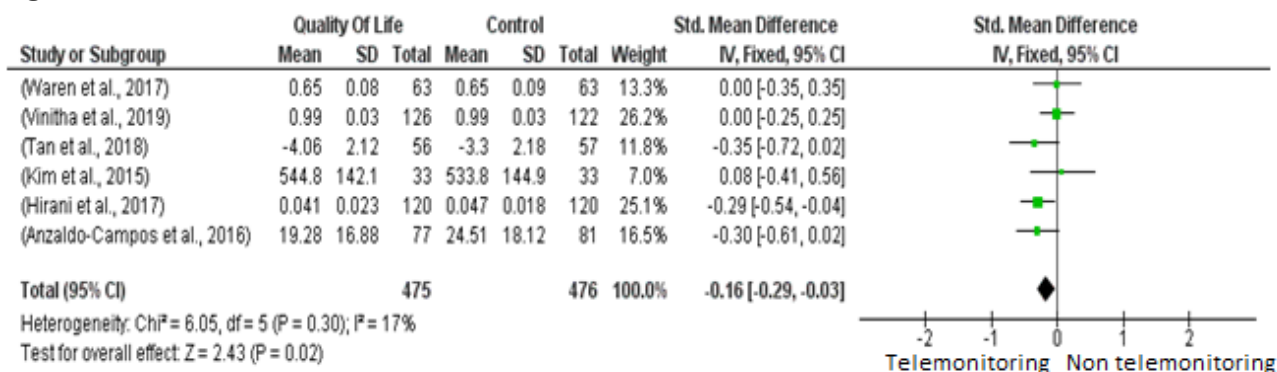 Quality Of Life Control Std. Mean Difference Std. Mean Difference
Study or Subgroup Mean SD Total Mean SD Total Weight IV, Fixed, 95% CI IV, Fixed, 95% CI
(Waren et al., 2017) 0.65 0.08 63 0.65 0.09 63 13.3% 0.00 [-0.35, 0.35]
(Vinitha et al., 2019) 0.99 0.03 126 0.99 0.03 122 26.2% 0.00 [-0.25, 0.25]
(Tan et al., 2018) -4.06 2.12 56 -3.3 2.18 57 11.8% -0.35 [-0.72, 0.02]
(Kim et al., 2015) 544.8 142.1 33 533.8 144.9 33 7.0% 0.08 [-0.41, 0.56]
(Hirani et al., 2017) 0.041 0.023 120 0.047 0.018 120 25.1% -0.29 [-0.54, -0.04]
(Anzaldo-Campos et al., 2016) 19.28 16.88 77 24.51 18.12 81 16.5% -0.30 [-0.61, 0.02]
Total (95% CI) 475 476 100.0% -0.16 [-0.29, -0.03]
Heterogeneity: Chi² = 6.05, df = 5 (P = 0.30); I² = 17%
Test for overall effect: Z = 2.43 (P = 0.02)
-2 -1 0 1 2
Telemonitoring Non telemonitoring